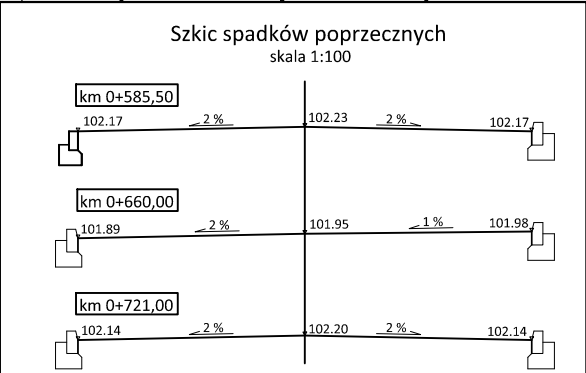 Szkic spadków poprzecznych
skala 1:100
km 0+585,50
102.17 2 % 102.23 2 % 102.17
km 0+660,00
101.89 2 % 101.95 1 % 101.98
km 0+721,00
102.14 2 % 102.20 2 % 102.14